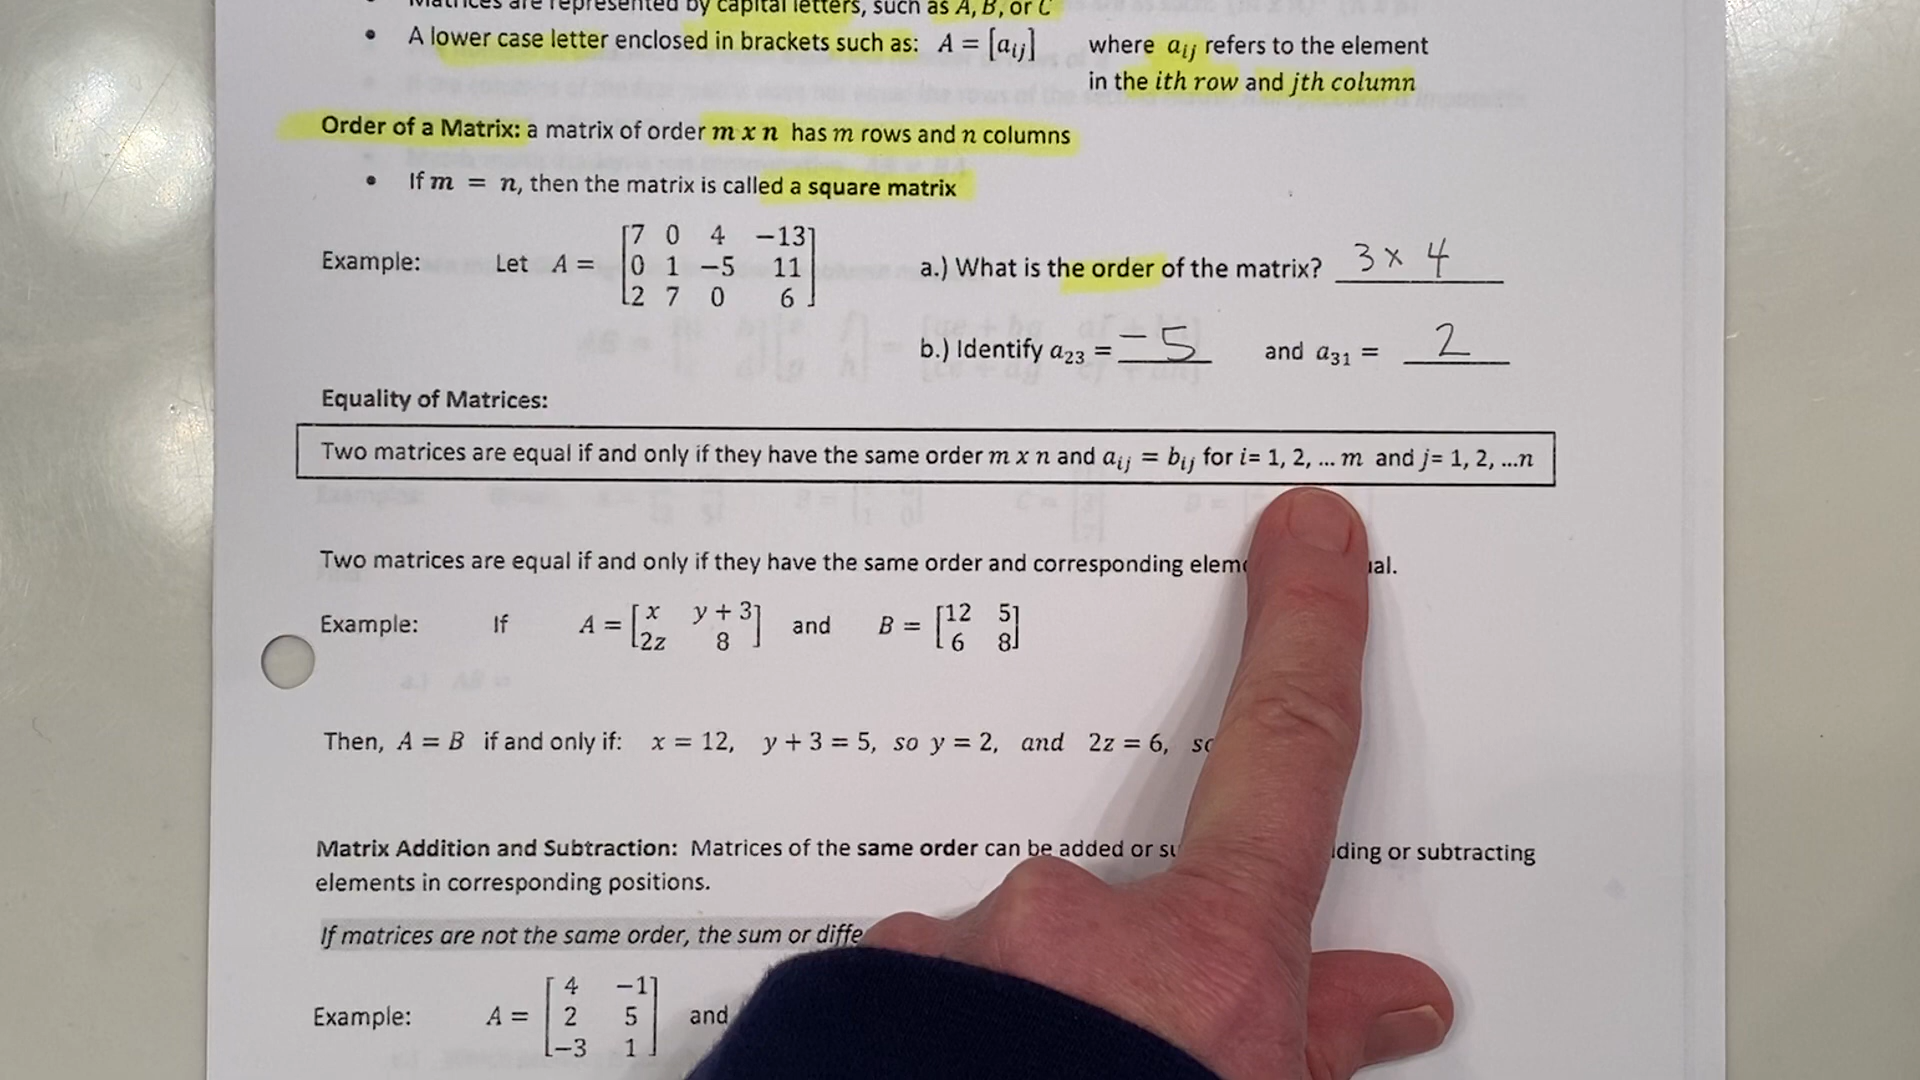 Matrices are represented by capital letters, such as A, B, or C
• A lower case letter enclosed in brackets such as: A = [aij] where aij refers to the element
in the ith row and jth column
Order of a Matrix: a matrix of order m x n has m rows and n columns
• If m = n, then the matrix is called a square matrix
Example: Let A = [7 0 4 −13
0 1 −5 11
2 7 0 6]
a.) What is the order of the matrix? 3 × 4
b.) Identify a23 = −5 and a31 = 2
Equality of Matrices:
Two matrices are equal if and only if they have the same order m x n and aij = bij for i= 1, 2, ... m and j= 1, 2, ...n
Two matrices are equal if and only if they have the same order and corresponding
Example: If A = [x y + 3
2z 8] and B = [12 5
6 8]
Then, A = B if and only if: x = 12, y + 3 = 5, so y = 2, and 2z = 6,
Matrix Addition and Subtraction: Matrices of the same order can be added or or subtracting
elements in corresponding positions.
If matrices are not the same order, the sum or
Example: A = [4 −1
2 5
−3 1] and